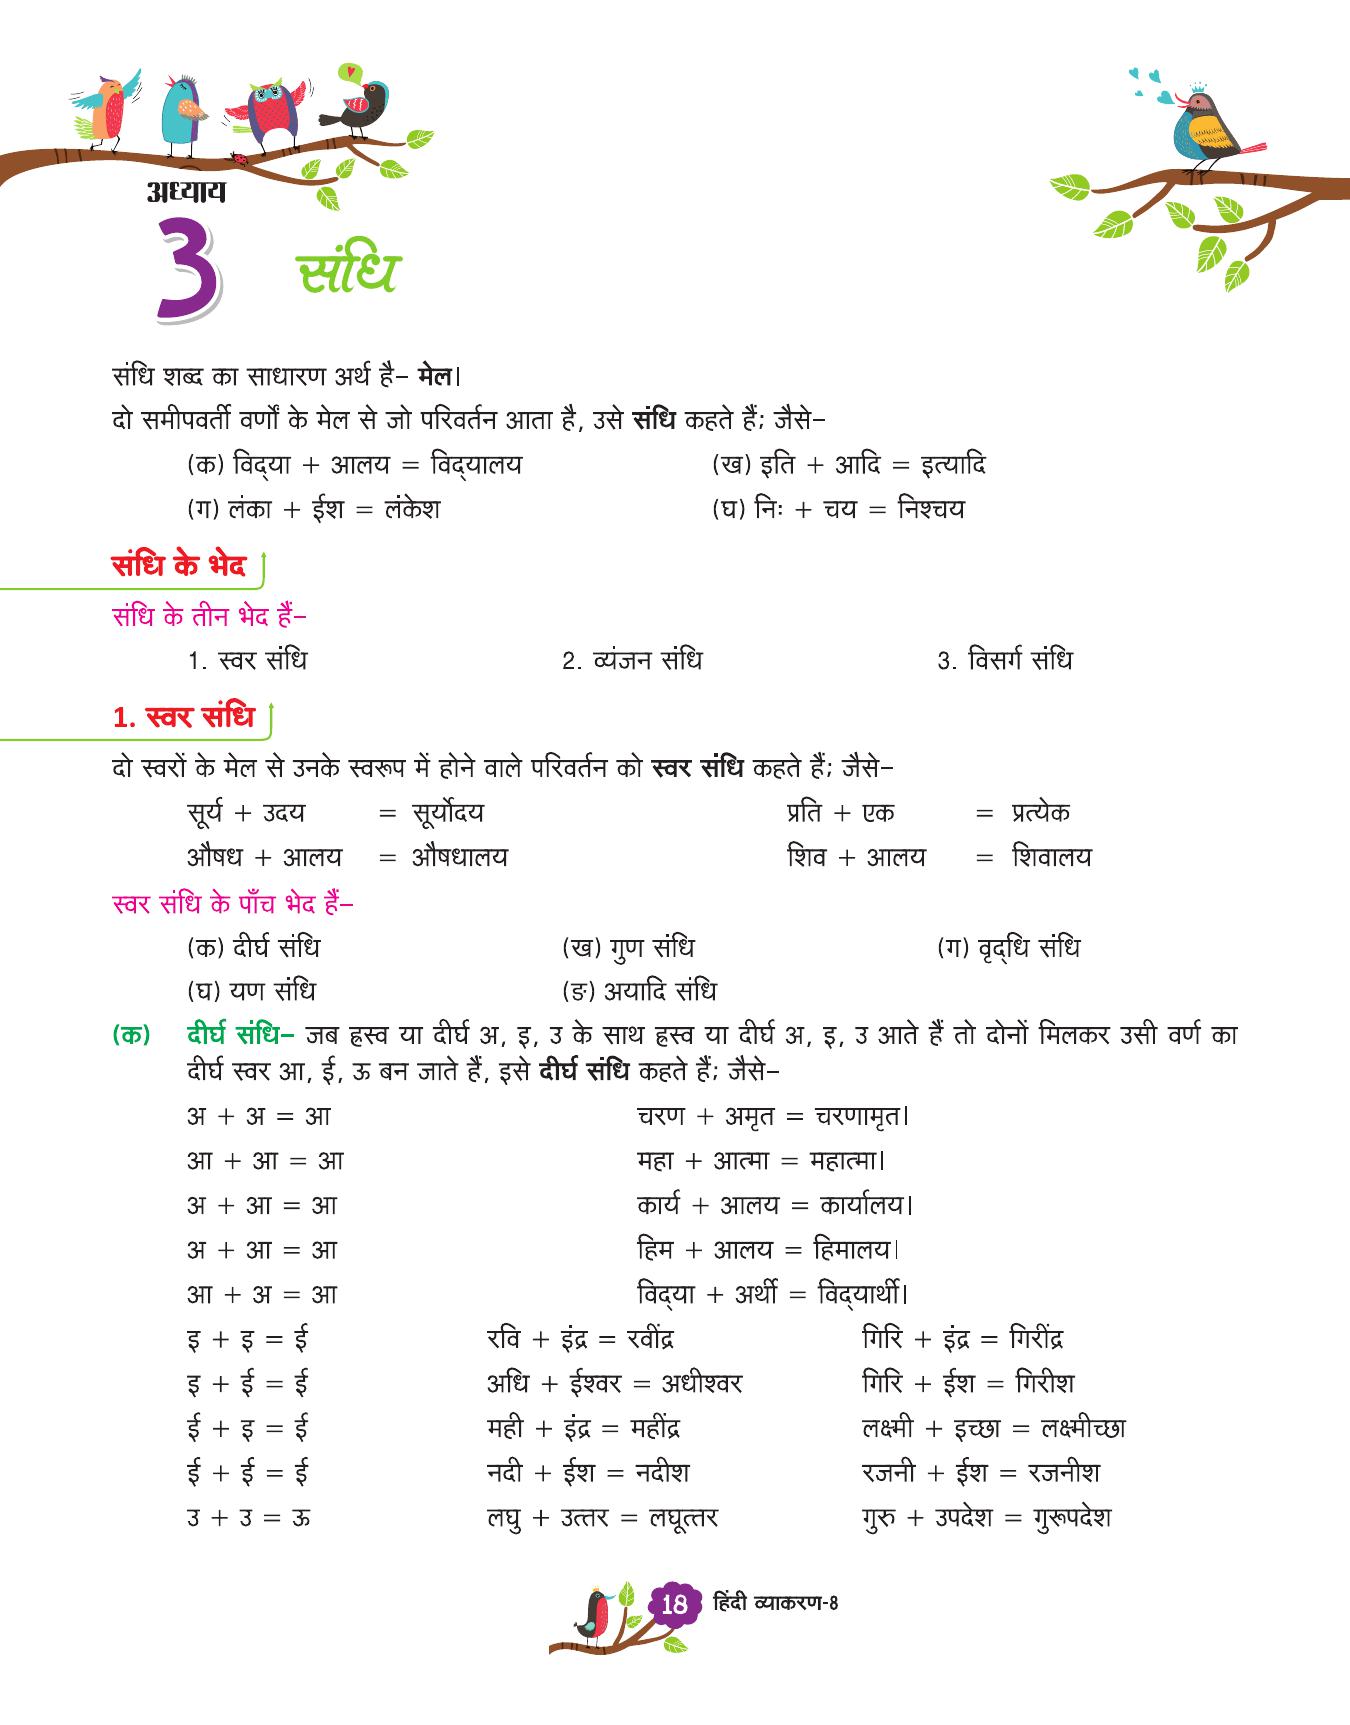 अध्याय
3
संधि
संधि शब्द का साधारण अर्थ है– मेल।
दो समीपवर्ती वर्णों के मेल से जो परिवर्तन आता है, उसे संधि कहते हैं; जैसे–
(क) विद्‌या + आलय = विद्‌यालय (ख) इति + आदि = इत्यादि
(ग) लंका + ईश = लंकेश (घ) निः + चय = निश्चय
संधि के भेद
संधि के तीन भेद हैं–
1. स्वर संधि 2. व्यंजन संधि 3. विसर्ग संधि
1. स्वर संधि
दो स्वरों के मेल से उनके स्वरूप में होने वाले परिवर्तन को स्वर संधि कहते हैं; जैसे–
सूर्य + उदय = सूर्योदय प्रति + एक = प्रत्येक
औषध + आलय = औषधालय शिव + आलय = शिवालय
स्वर संधि के पाँच भेद हैं–
(क) दीर्घ संधि (ख) गुण संधि (ग) वृद्‌धि संधि
(घ) यण संधि (ङ) अयादि संधि
(क) दीर्घ संधि– जब ह्रस्व या दीर्घ अ, इ, उ के साथ ह्रस्व या दीर्घ अ, इ, उ आते हैं तो दोनों मिलकर उसी वर्ण का
दीर्घ स्वर आ, ई, ऊ बन जाते हैं, इसे दीर्घ संधि कहते हैं; जैसे–
अ + अ = आ चरण + अमृत = चरणामृत।
आ + आ = आ महा + आत्मा = महात्मा।
अ + आ = आ कार्य + आलय = कार्यालय।
अ + आ = आ हिम + आलय = हिमालय।
आ + अ = आ विद्‌या + अर्थी = विद्‌यार्थी।
इ + इ = ई रवि + इंद्र = रवींद्र गिरि + इंद्र = गिरींद्र
इ + ई = ई अधि + ईश्वर = अधीश्वर गिरि + ईश = गिरीश
ई + इ = ई मही + इंद्र = महींद्र लक्ष्मी + इच्छा = लक्ष्मीच्छा
ई + ई = ई नदी + ईश = नदीश रजनी + ईश = रजनीश
उ + उ = ऊ लघु + उत्तर = लघूत्तर गुरु + उपदेश = गुरूपदेश
18 हिंदी व्याकरण-8